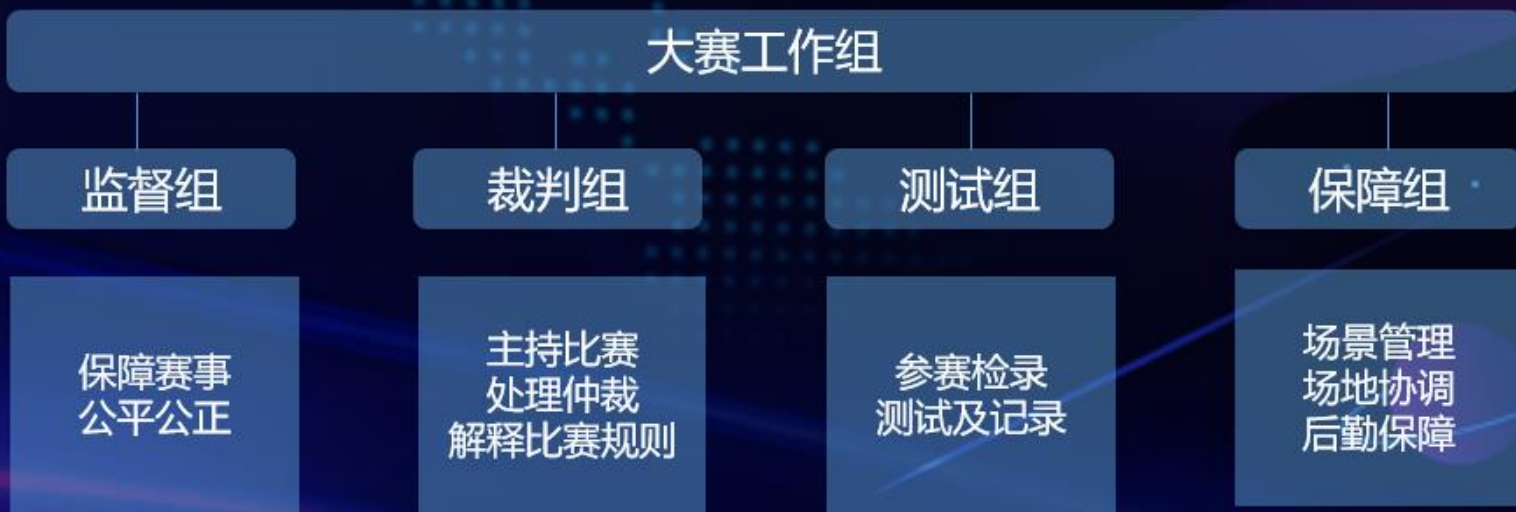 大赛工作组
监督组
裁判组
测试组
保障组
保障赛事
公平公正
主持比赛
处理仲裁
解释比赛规则
参赛检录
测试及记录
场景管理
场地协调
后勤保障